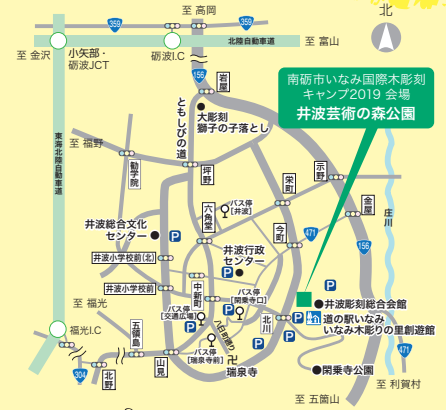 至 高岡
北
359
359
至 金沢
小矢部・
砺波JCT
砺波I.C
北陸自動車道
至 富山
156
岩屋
南砺市いなみ国際木彫刻
キャンプ2019 会場
井波芸術の森公園
大彫刻
獅子の子落とし
ともしびの道
東海北陸自動車道
至 福野
勧学院
坪野
栄町
示野
金屋
庄川
六角堂
バス停
[井波]
井波総合文化
センター
P
P
今町
471
156
井波行政
センター
P
井波小学校前(北)
P
P
井波小学校前
中新町
バス停
[閑乗寺口]
至 福光
バス停
[交通広場]
P
八日町通り
北川
P
P
井波彫刻総合会館
道の駅いなみ
いなみ木彫りの里創遊館
福光I.C
五領島
バス停
[瑞泉寺前]
卍
瑞泉寺
P
304
北野
山見
閑乗寺公園
471
至 利賀村
至 五箇山